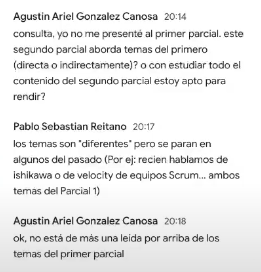 Agustin Ariel Gonzalez Canosa 20:14
consulta, yo no me presenté al primer parcial. este
segundo parcial aborda temas del primero
(directa o indirectamente)? o con estudiar todo el
contenido del segundo parcial estoy apto para
rendir?
Pablo Sebastian Reitano 20:17
los temas son "diferentes" pero se paran en
algunos del pasado (Por ej: recien hablamos de
ishikawa o de velocity de equipos Scrum... ambos
temas del Parcial 1)
Agustin Ariel Gonzalez Canosa 20:18
ok, no está de más una leída por arriba de los
temas del primer parcial